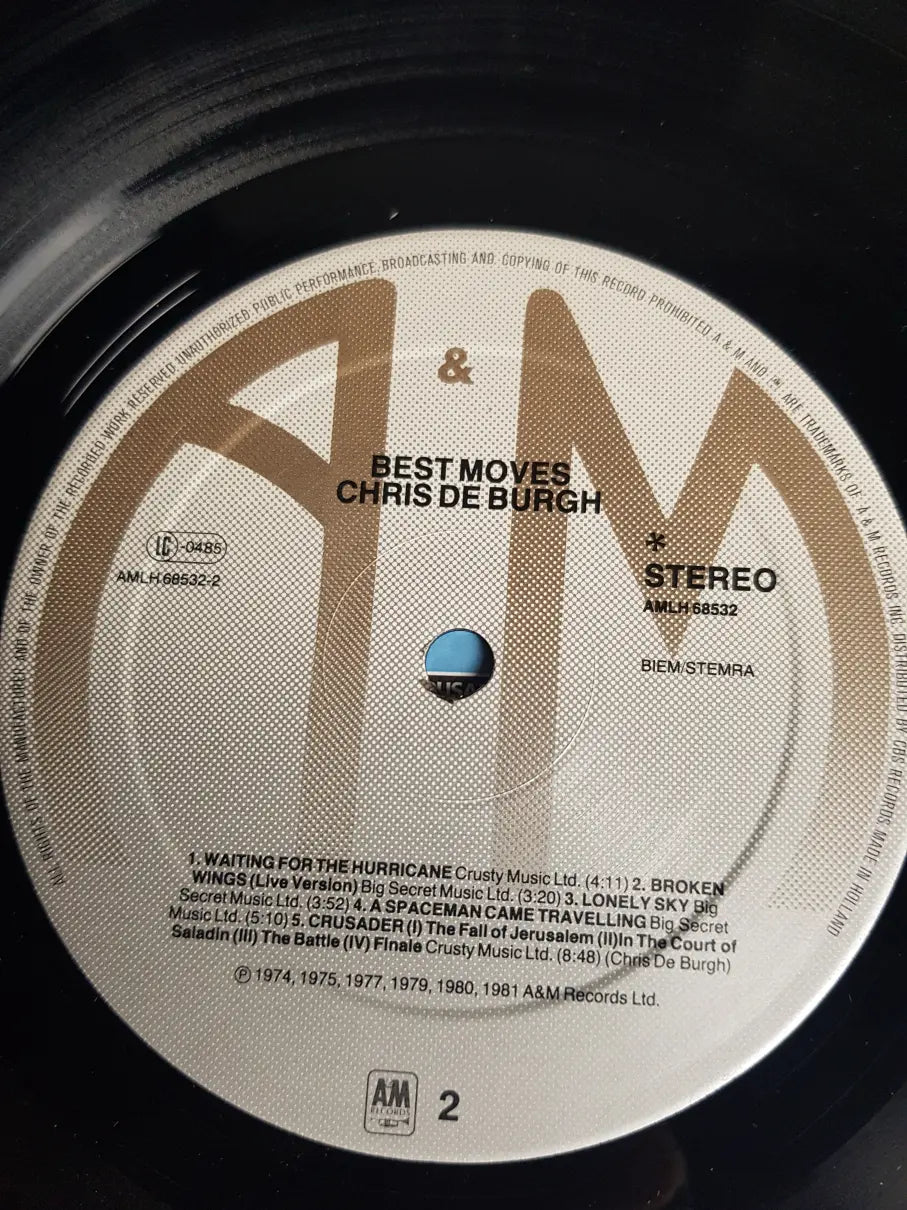 ALL RIGHTS OF THE MANUFACTURER AND OF THE OWNER OF THE RECORDED WORK RESERVED UNAUTHORIZED PUBLIC PERFORMANCE, BROADCASTING AND COPYING OF THIS RECORD PROHIBITED A & M AND ARE TRADEMARKS OF A & M RECORDS INC. DISTRIBUTED BY CBS RECORDS MADE IN HOLLAND
A & M
BEST MOVES
CHRIS DE BURGH
LC-0485
AMLH 68532-2
*
STEREO
AMLH 68532
BIEM/STEMRA
1. WAITING FOR THE HURRICANE Crusty Music Ltd. (4:11) 2. BROKEN
WINGS (Live Version) Big Secret Music Ltd. (3:20) 3. LONELY SKY Big
Secret Music Ltd. (3:52) 4. A SPACEMAN CAME TRAVELLING Big Secret
Music Ltd. (5:10) 5. CRUSADER (I) The Fall of Jerusalem (II)In The Court of
Saladin (III) The Battle (IV) Finale Crusty Music Ltd. (8:48) (Chris De Burgh)
℗ 1974, 1975, 1977, 1979, 1980, 1981 A&M Records Ltd.
AM
RECORDS
2